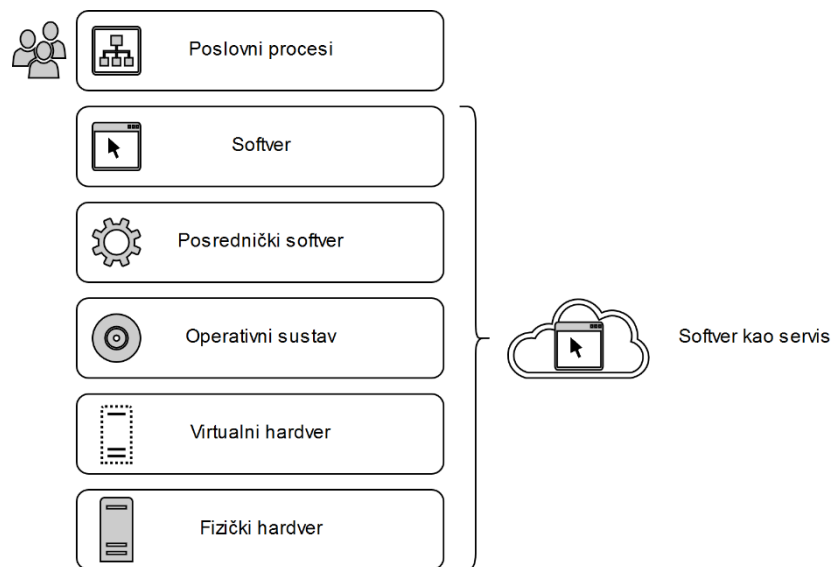 Poslovni procesi
Softver
Posrednički softver
Operativni sustav
Softver kao servis
Virtualni hardver
Fizički hardver